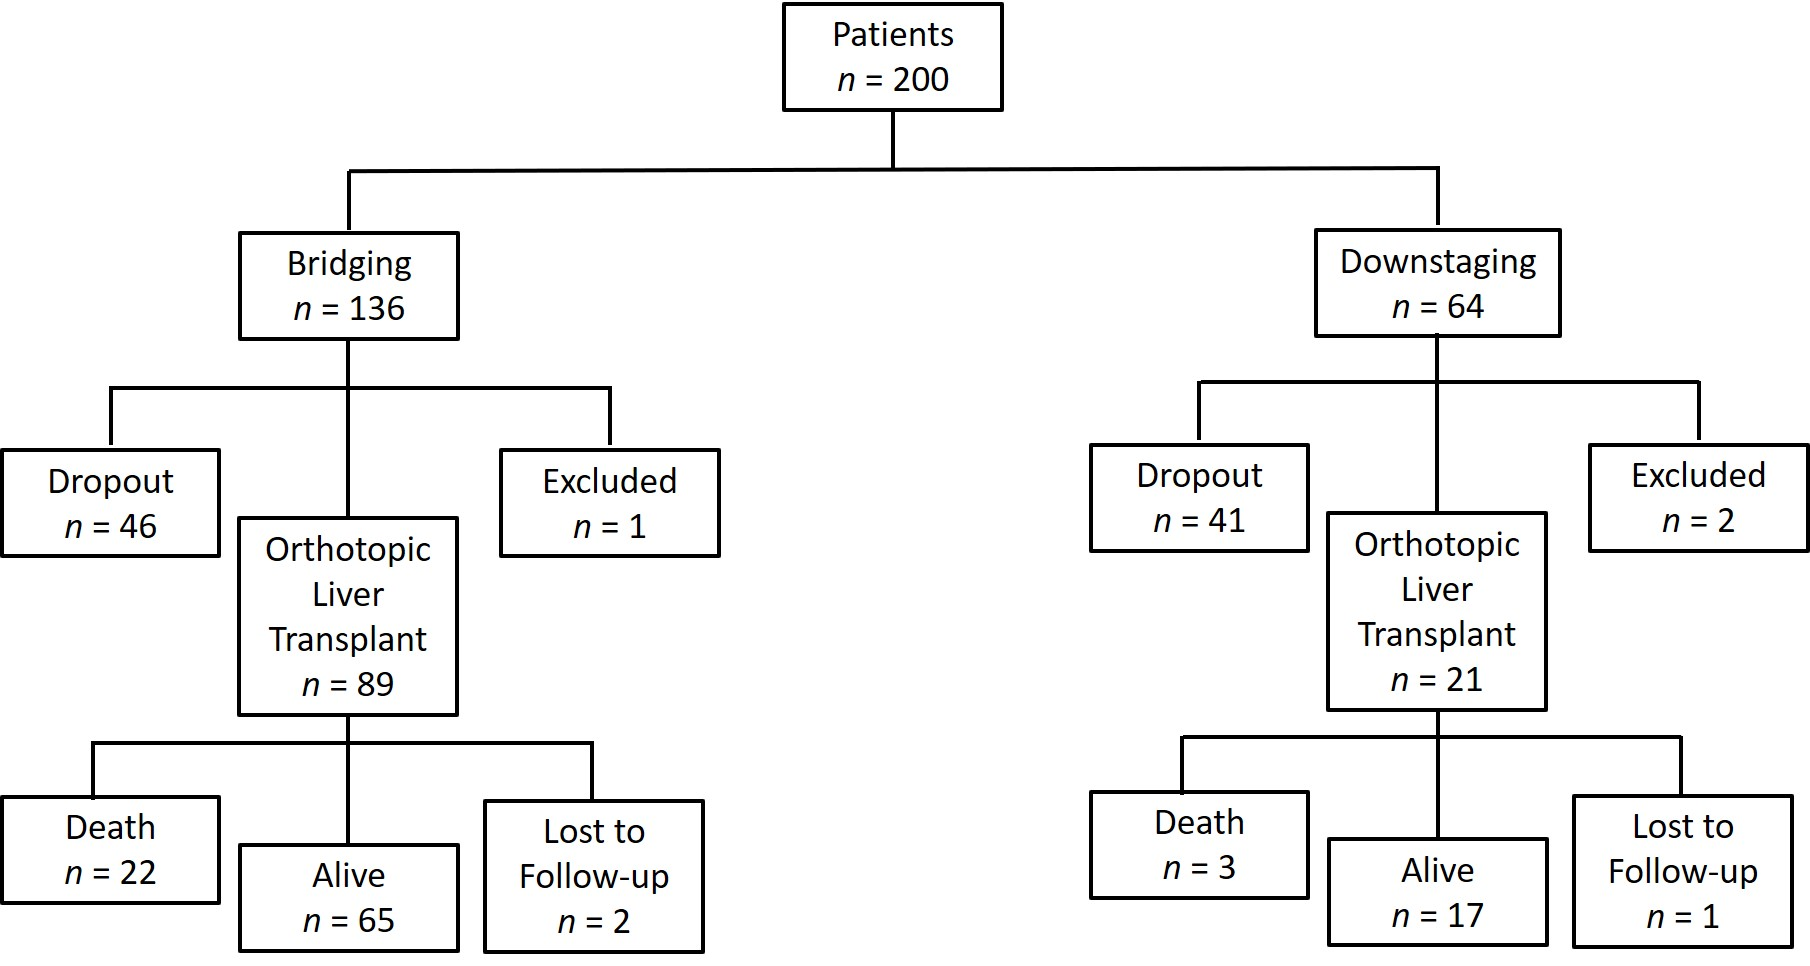 Patients
n = 200
Bridging
n = 136
Downstaging
n = 64
Dropout
n = 46
Excluded
n = 1
Orthotopic
Liver
Transplant
n = 89
Dropout
n = 41
Excluded
n = 2
Orthotopic
Liver
Transplant
n = 21
Death
n = 22
Alive
n = 65
Lost to
Follow-up
n = 2
Death
n = 3
Alive
n = 17
Lost to
Follow-up
n = 1